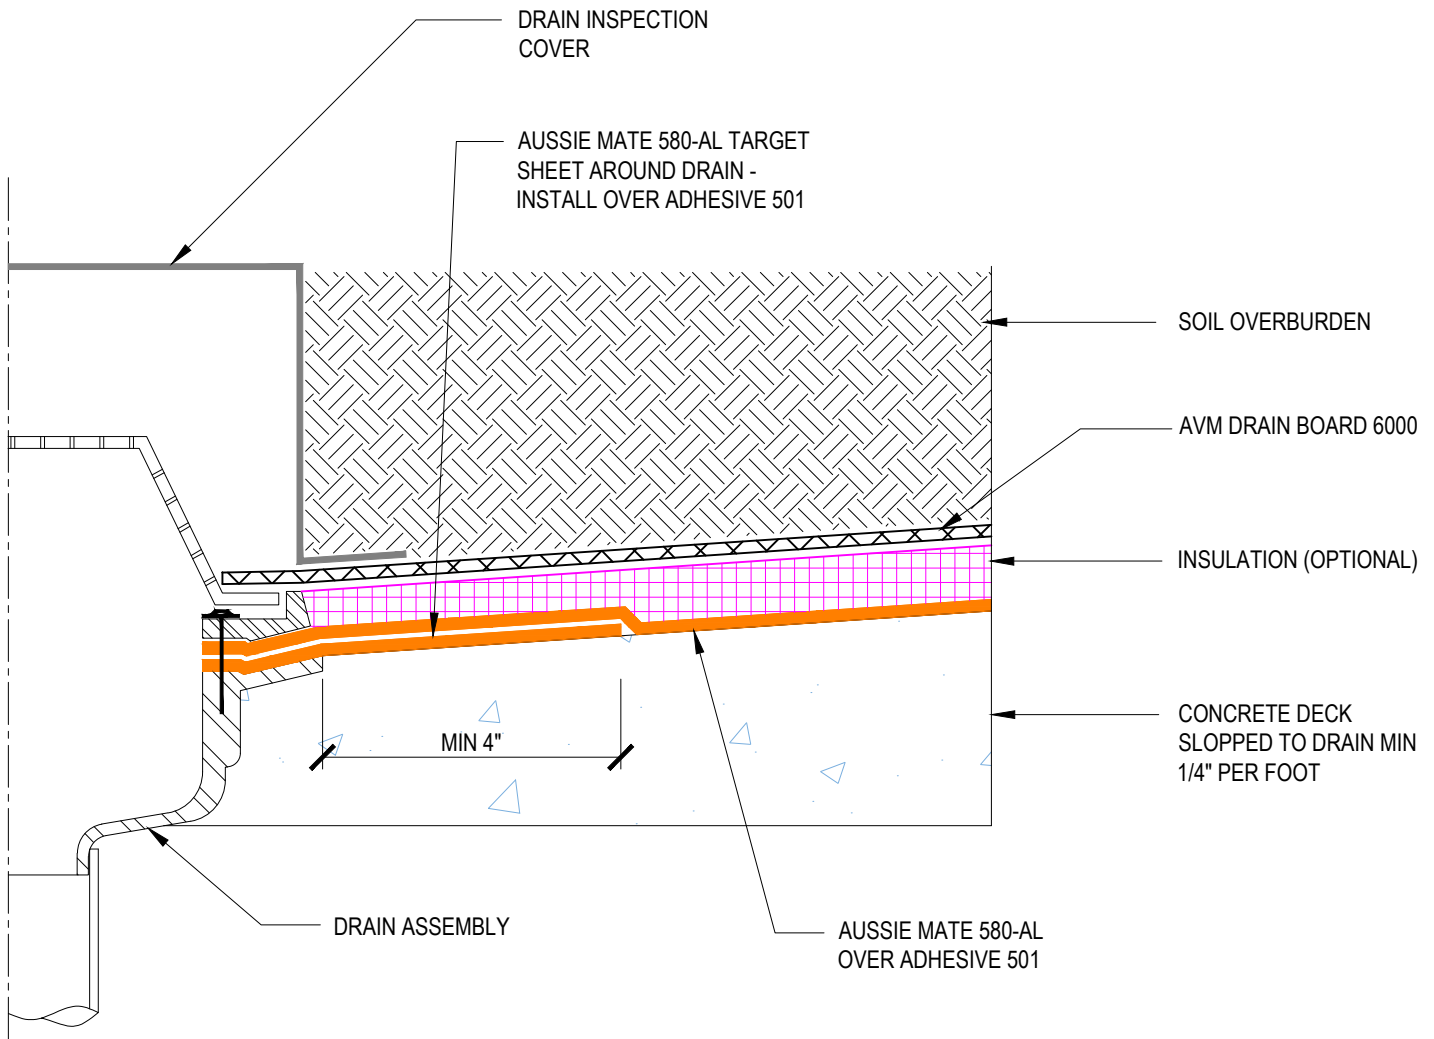 DRAIN INSPECTION
COVER
AUSSIE MATE 580-AL TARGET
SHEET AROUND DRAIN -
INSTALL OVER ADHESIVE 501
SOIL OVERBURDEN
AVM DRAIN BOARD 6000
INSULATION (OPTIONAL)
CONCRETE DECK
SLOPPED TO DRAIN MIN
1/4" PER FOOT
MIN 4"
DRAIN ASSEMBLY
AUSSIE MATE 580-AL
OVER ADHESIVE 501